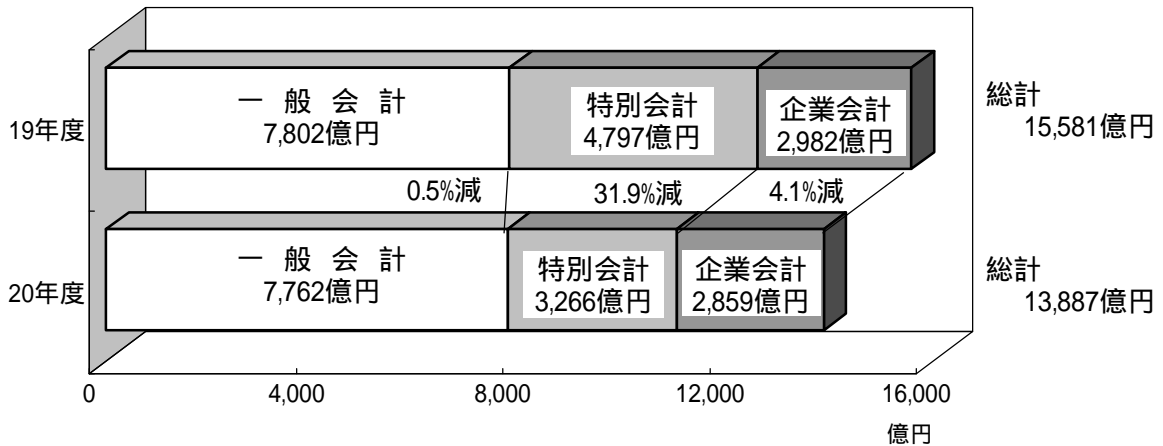 19年度
一 般 会 計
7,802億円
特別会計
4,797億円
企業会計
2,982億円
総計
15,581億円
0.5%減
31.9%減
4.1%減
20年度
一 般 会 計
7,762億円
特別会計
3,266億円
企業会計
2,859億円
総計
13,887億円
0
4,000
8,000
12,000
16,000
億円